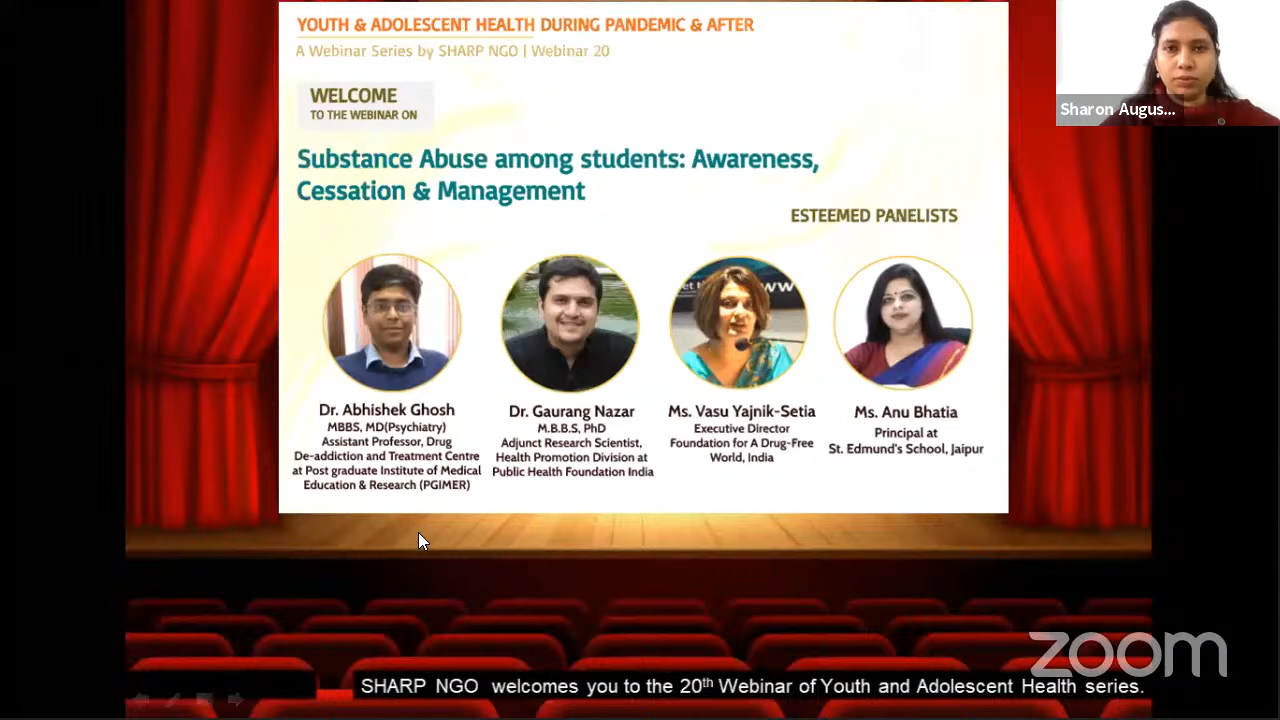 YOUTH & ADOLESCENT HEALTH DURING PANDEMIC & AFTER
A Webinar Series by SHARP NGO | Webinar 20
WELCOME
TO THE WEBINAR ON
Substance Abuse among students: Awareness,
Cessation & Management
ESTEEMED PANELISTS
Dr. Abhishek Ghosh
MBBS, MD(Psychiatry)
Assistant Professor, Drug
De-addiction and Treatment Centre
at Post graduate Institute of Medical
Education & Research (PGIMER)
Dr. Gaurang Nazar
M.B.B.S, PhD
Adjunct Research Scientist,
Health Promotion Division at
Public Health Foundation India
Ms. Vasu Yajnik-Setia
Executive Director
Foundation for A Drug-Free
World, India
Ms. Anu Bhatia
Principal at
St. Edmund's School, Jaipur
Sharon Augus...
zoom
SHARP NGO welcomes you to the 20th Webinar of Youth and Adolescent Health series.